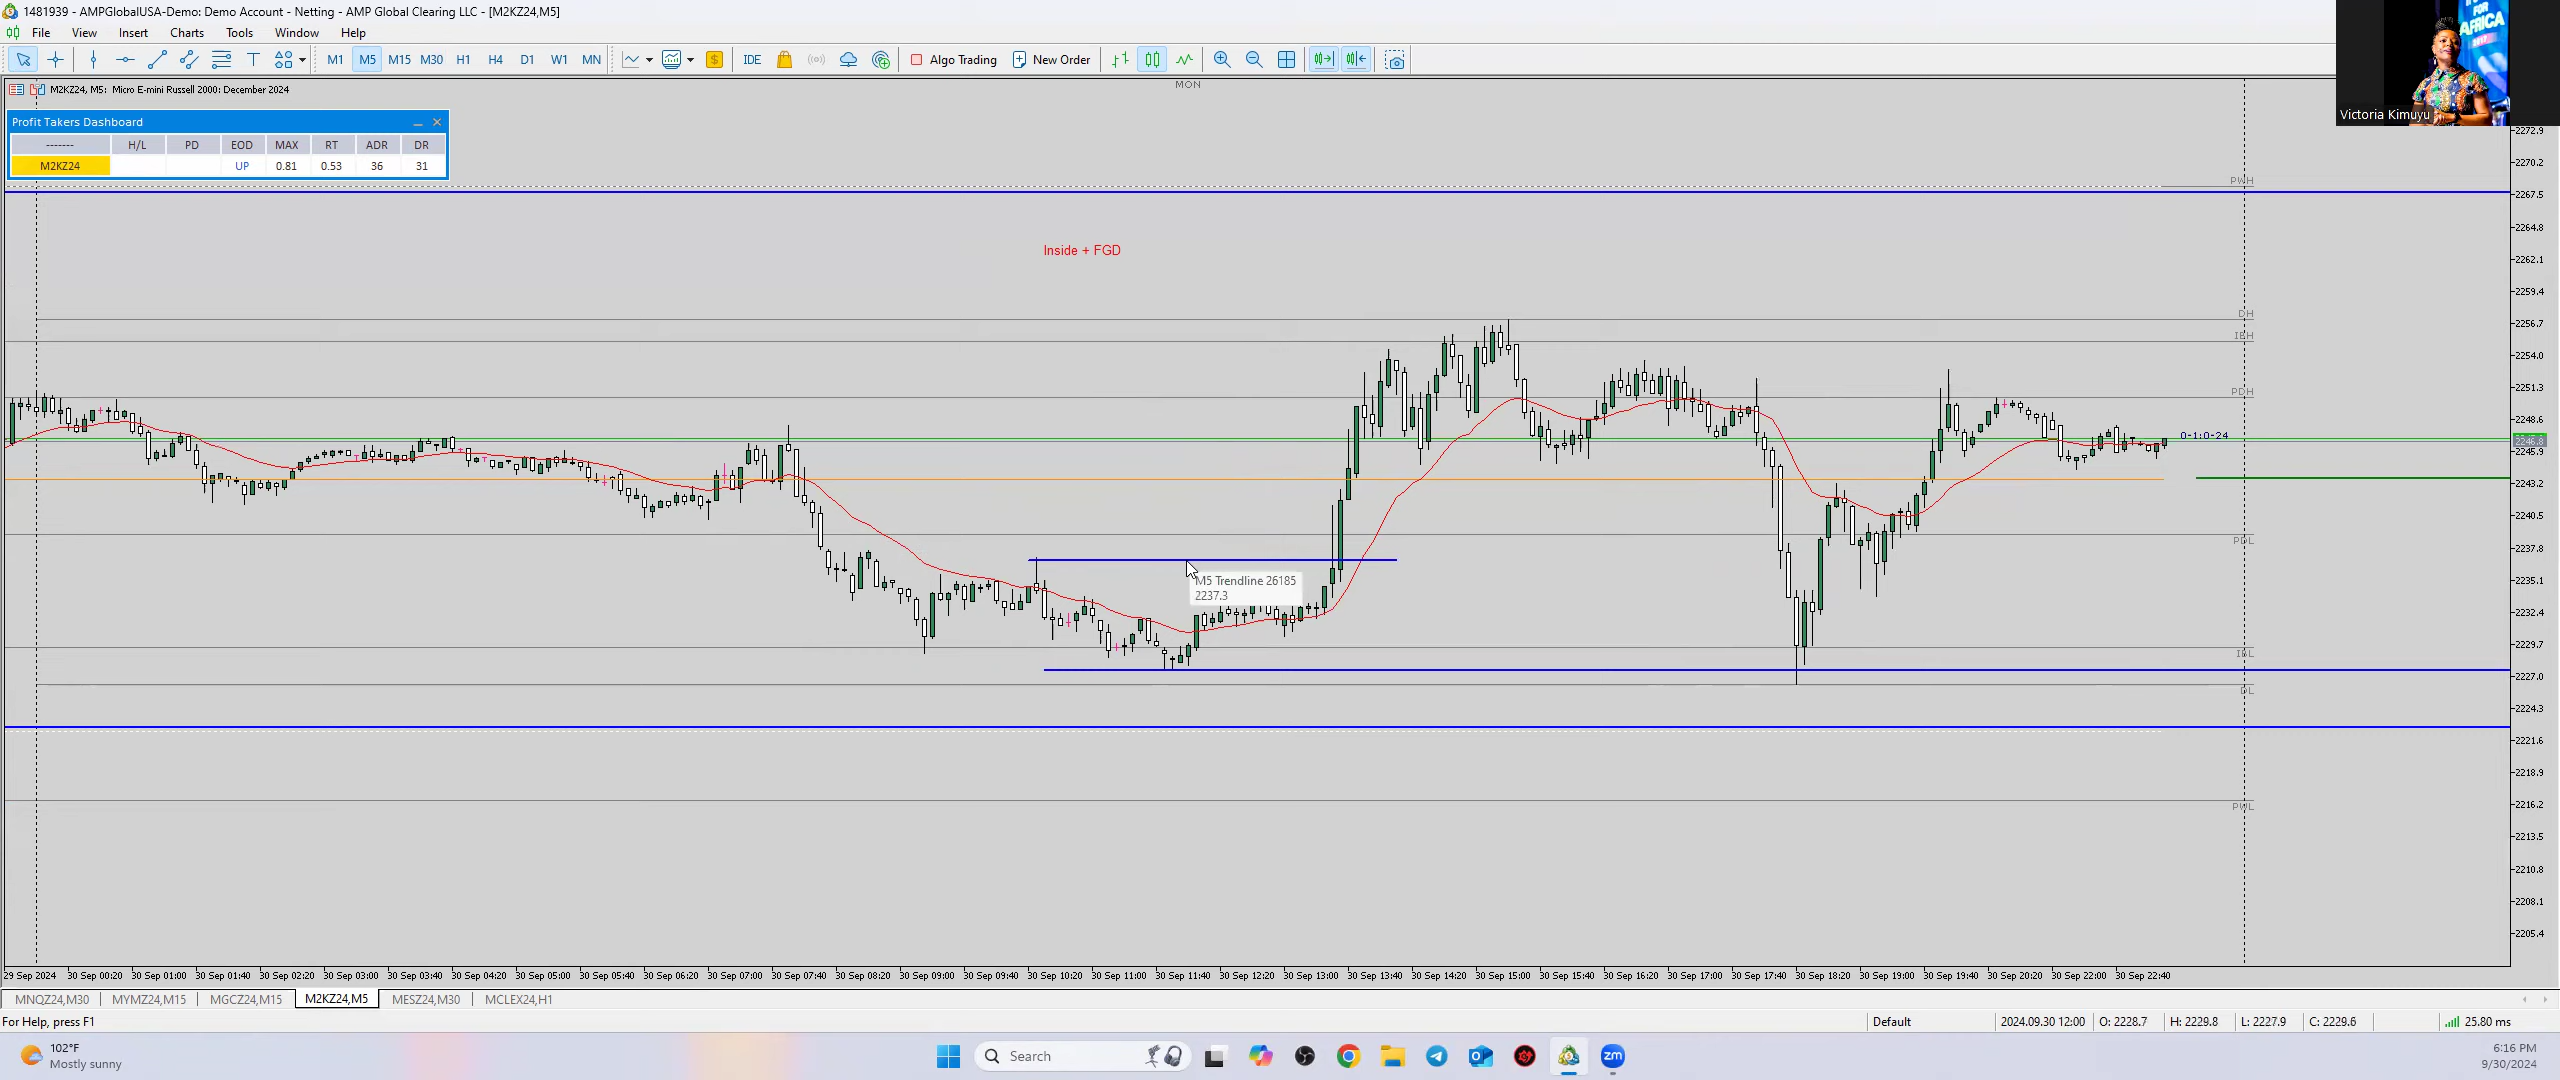 1481939 - AMPGlobalUSA-Demo: Demo Account - Netting - AMP Global Clearing LLC - [M2KZ24,M5]
File View Insert Charts Tools Window Help
M1 M5 M15 M30 H1 H4 D1 W1 MN IDE Algo Trading New Order
FOR
AFRICA
Victoria Kimuyu
MON
M2KZ24, M5: Micro E-mini Russell 2000: December 2024
Profit Takers Dashboard
------- H/L PD EOD MAX RT ADR DR
M2KZ24 UP 0.81 0.53 36 31
Inside + FGD
PWH
DH
IBH
PDH
0-1:0-24
PDL
IBL
DL
PWL
M5 Trendline 26185
2237.3
2272.9
2270.2
2267.5
2264.8
2262.1
2259.4
2256.7
2254.0
2251.3
2248.6
2246.8
2245.9
2243.2
2240.5
2237.8
2235.1
2232.4
2229.7
2227.0
2224.3
2221.6
2218.9
2216.2
2213.5
2210.8
2208.1
2205.4
29 Sep 2024 30 Sep 00:20 30 Sep 01:00 30 Sep 01:40 30 Sep 02:20 30 Sep 03:00 30 Sep 03:40 30 Sep 04:20 30 Sep 05:00 30 Sep 05:40 30 Sep 06:20 30 Sep 07:00 30 Sep 07:40 30 Sep 08:20 30 Sep 09:00 30 Sep 09:40 30 Sep 10:20 30 Sep 11:00 30 Sep 11:40 30 Sep 12:20 30 Sep 13:00 30 Sep 13:40 30 Sep 14:20 30 Sep 15:00 30 Sep 15:40 30 Sep 16:20 30 Sep 17:00 30 Sep 17:40 30 Sep 18:20 30 Sep 19:00 30 Sep 19:40 30 Sep 20:20 30 Sep 22:00 30 Sep 22:40
MNQZ24,M30 MYMZ24,M15 MGCZ24,M15 M2KZ24,M5 MESZ24,M30 MCLEX24,H1
For Help, press F1 Default 2024.09.30 12:00 O: 2228.7 H: 2229.8 L: 2227.9 C: 2229.6 25.80 ms
102°F
Mostly sunny
Search
zm
6:16 PM
9/30/2024